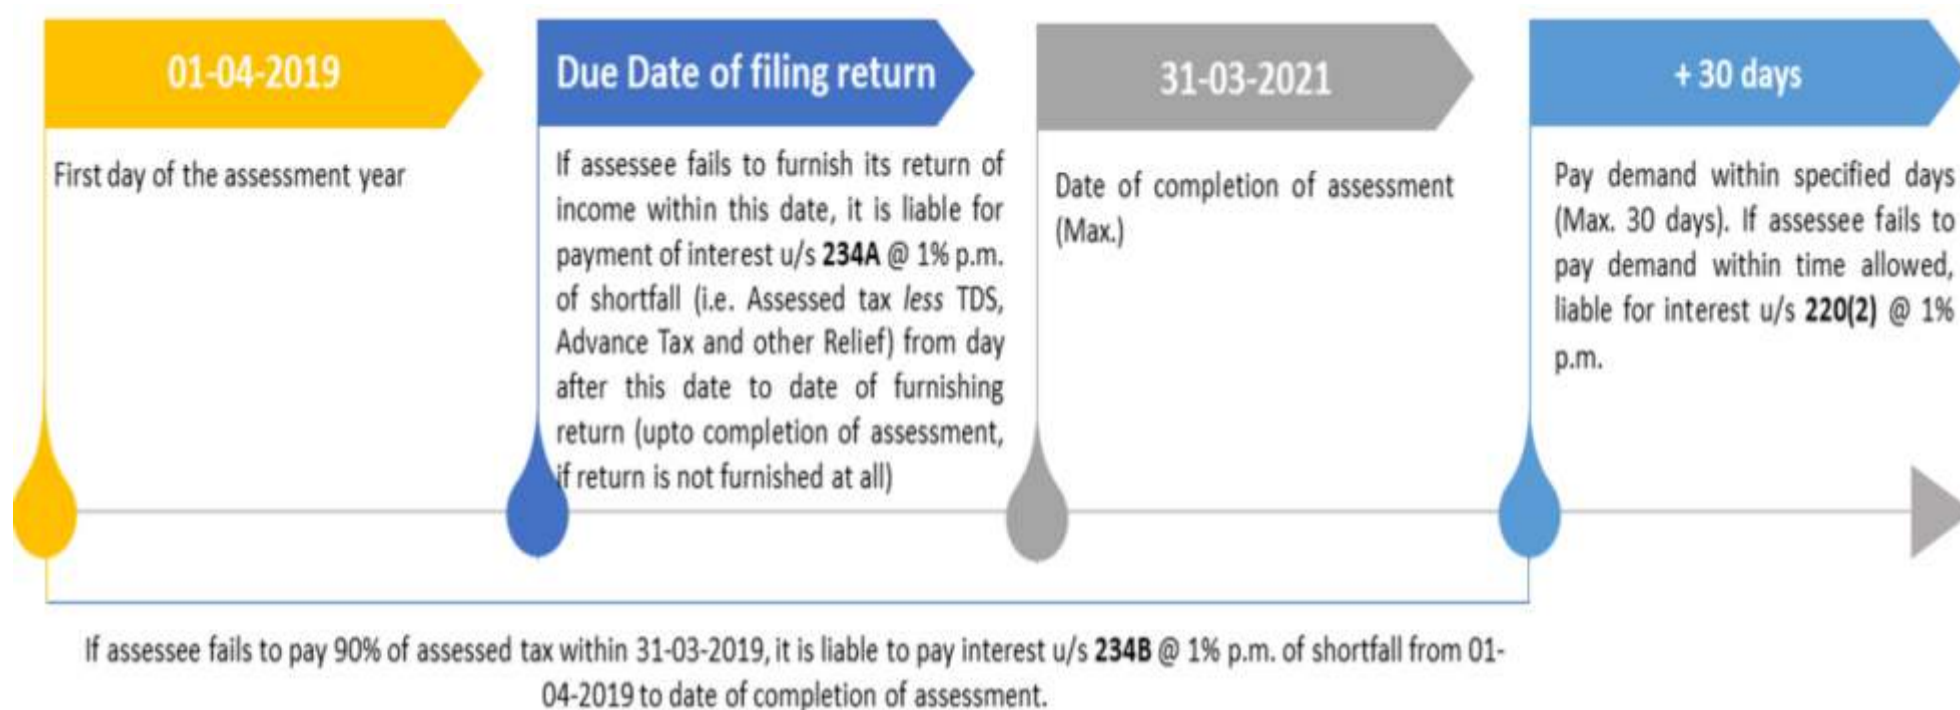 01-04-2019
First day of the assessment year
Due Date of filing return
If assessee fails to furnish its return of
income within this date, it is liable for
payment of interest u/s 234A @ 1% p.m.
of shortfall (i.e. Assessed tax less TDS,
Advance Tax and other Relief) from day
after this date to date of furnishing
return (upto completion of assessment,
if return is not furnished at all)
31-03-2021
Date of completion of assessment
(Max.)
+ 30 days
Pay demand within specified days
(Max. 30 days). If assessee fails to
pay demand within time allowed,
liable for interest u/s 220(2) @ 1%
p.m.
If assessee fails to pay 90% of assessed tax within 31-03-2019, it is liable to pay interest u/s 234B @ 1% p.m. of shortfall from 01-
04-2019 to date of completion of assessment.